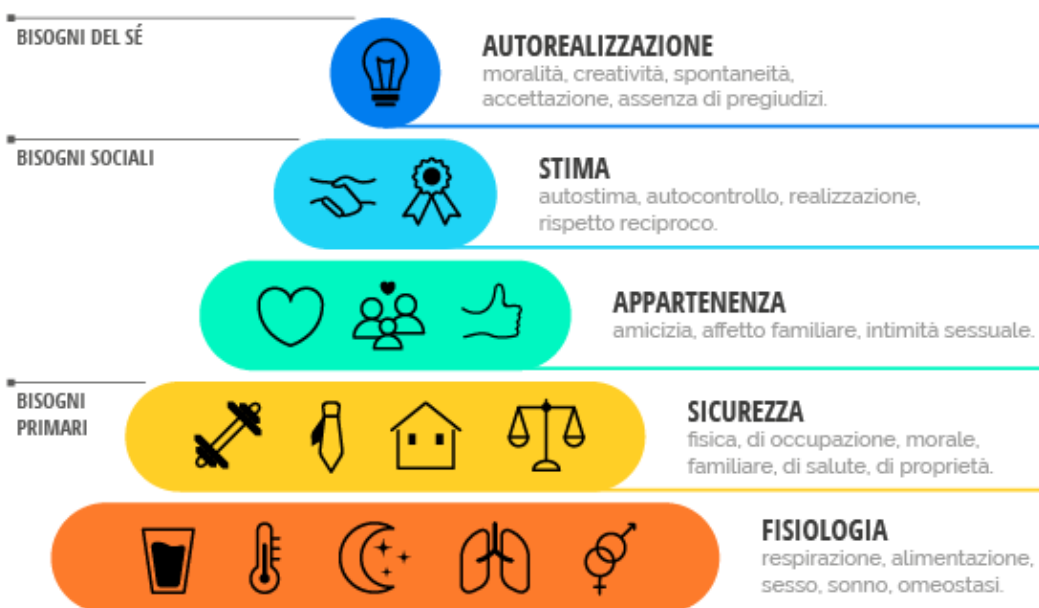 BISOGNI DEL SÉ
AUTOREALIZZAZIONE
moralità, creatività, spontaneità,
accettazione, assenza di pregiudizi.
BISOGNI SOCIALI
STIMA
autostima, autocontrollo, realizzazione,
rispetto reciproco.
APPARTENENZA
amicizia, affetto familiare, intimità sessuale.
BISOGNI
PRIMARI
SICUREZZA
fisica, di occupazione, morale,
familiare, di salute, di proprietà.
FISIOLOGIA
respirazione, alimentazione,
sesso, sonno, omeostasi.